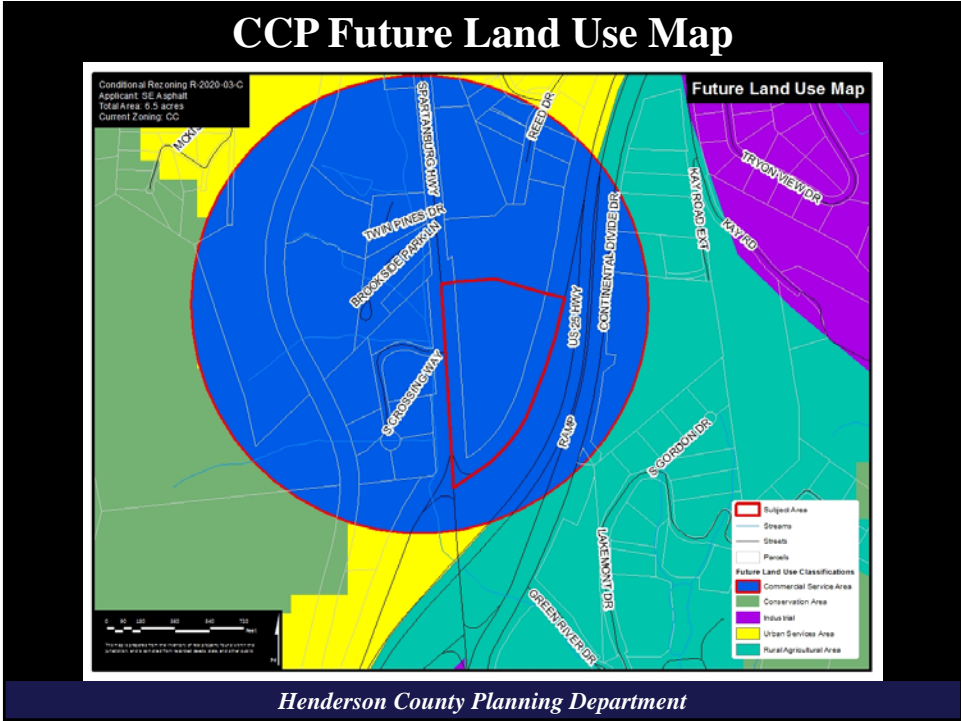 CCP Future Land Use Map
Conditional Rezoning R-2020-03-C
Applicant: SE Asphalt
Total Area: 6.5 acres
Current Zoning: CC
Future Land Use Map
SPARTANBURG HWY
REED DR
TRYON VIEW DR
KAY ROAD EXT
KAY RD
TWIN PINES DR
BROOKSIDE PARK LN
CONTINENTAL DIVIDE DR
US 25 HWY
S CROSSING WAY
RAMP
S GORDON DR
LAKEMONT DR
GREEN RIVER DR
Subject Area
Streams
Streets
Parcels
Future Land Use Classifications
Commercial Service Area
Conservation Area
Industrial
Urban Services Area
Rural/Agricultural Area
Feet
N
Henderson County Planning Department